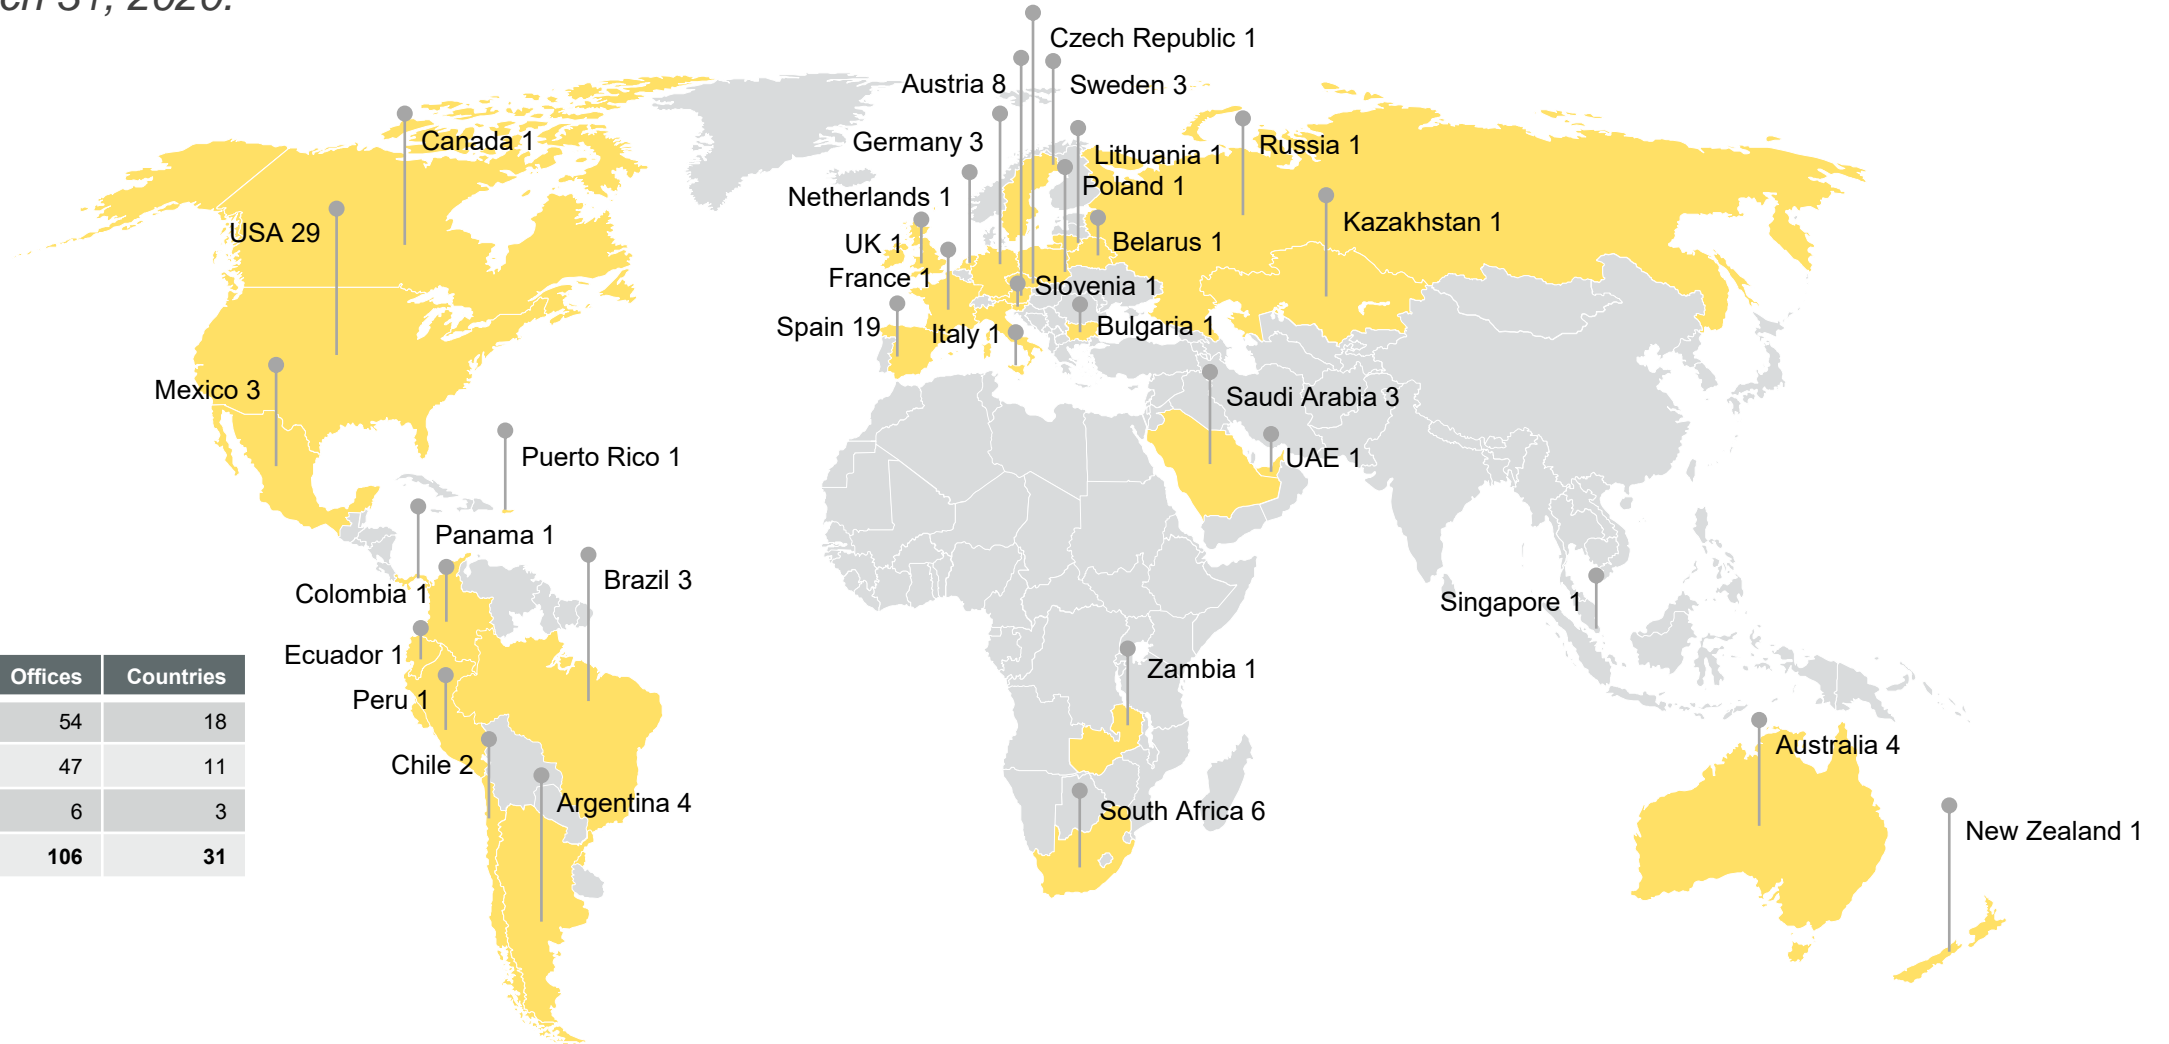 ch 31, 2020.
Czech Republic 1
Austria 8
Sweden 3
Canada 1
Germany 3
Lithuania 1
Russia 1
Netherlands 1
Poland 1
USA 29
UK 1
Belarus 1
Kazakhstan 1
France 1
Slovenia 1
Spain 19
Italy 1
Bulgaria 1
Mexico 3
Saudi Arabia 3
Puerto Rico 1
UAE 1
Panama 1
Colombia 1
Brazil 3
Singapore 1
Ecuador 1
Zambia 1
Peru 1
Chile 2
Australia 4
Argentina 4
South Africa 6
New Zealand 1
Offices Countries
54 18
47 11
6 3
106 31